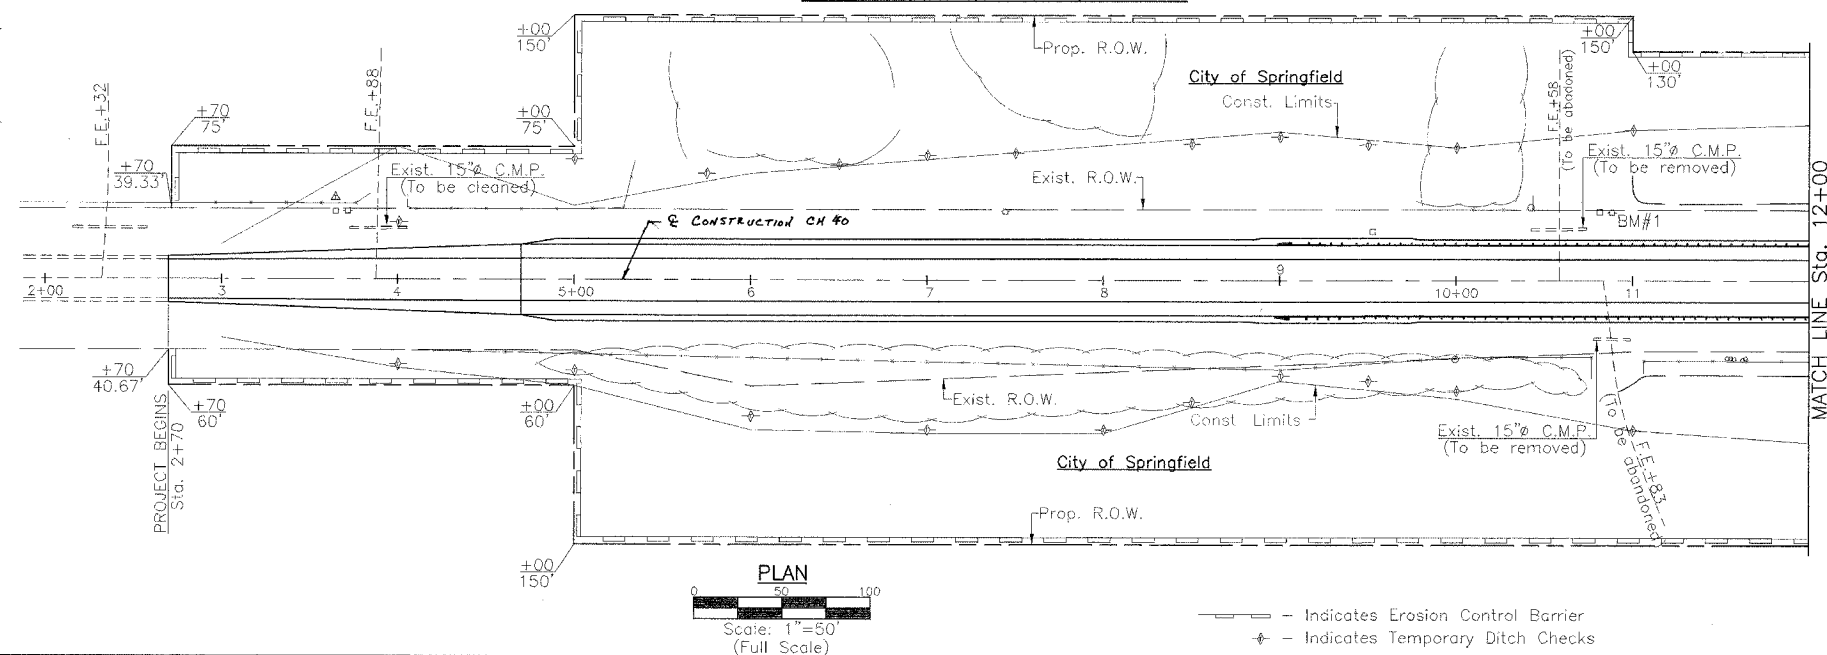 +00
150'
Prop. R.O.W.
+00
150'
+00
130'
City of Springfield
Const. Limits
F.E.+32
F.E.+88
F.E.+58
(To be abandoned)
+70
75'
+00
75'
+70
39.33'
Exist. 15"ø C.M.P.
(To be cleaned)
Exist. R.O.W.
Exist. 15"ø C.M.P.
(To be removed)
BM#1
℄ CONSTRUCTION CH 40
2+00
3
4
5+00
6
7
8
9
10+00
11
MATCH LINE Sta. 12+00
+70
40.67'
+70
60'
+00
60'
PROJECT BEGINS
Sta. 2+70
Exist. R.O.W.
Const Limits
Exist. 15"ø C.M.P.
(To be removed)
F.E.+83
(To be abandoned)
City of Springfield
Prop. R.O.W.
+00
150'
PLAN
0 50 100
Scale: 1"=50'
(Full Scale)
– Indicates Erosion Control Barrier
– Indicates Temporary Ditch Checks